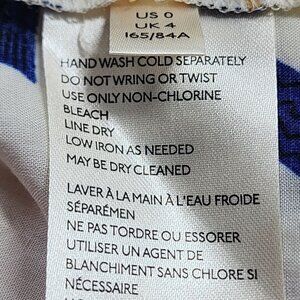 US 0
UK 4
165/84A
HAND WASH COLD SEPARATELY
DO NOT WRING OR TWIST
USE ONLY NON-CHLORINE
BLEACH
LINE DRY
LOW IRON AS NEEDED
MAY BE DRY CLEANED
LAVER À LA MAIN À L'EAU FROIDE
SÉPARÉMEN
NE PAS TORDRE OU ESSORER
UTILISER UN AGENT DE
BLANCHIMENT SANS CHLORE SI
NÉCESSAIRE